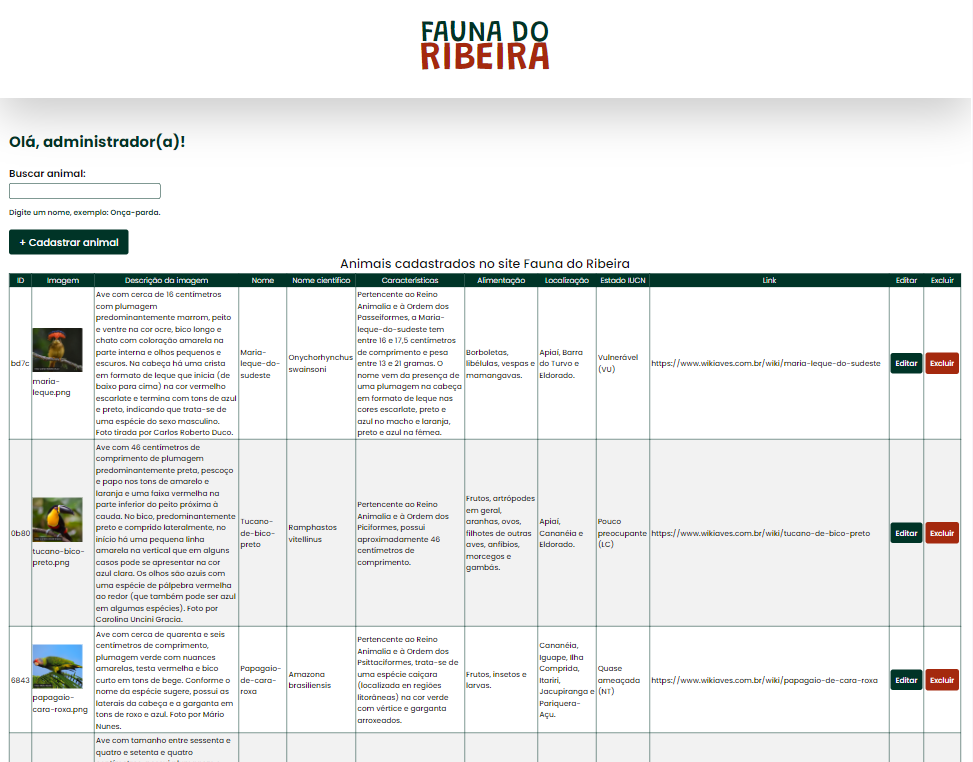 FAUNA DO
RIBEIRA
Olá, administrador(a)!
Buscar animal:
Digite um nome, exemplo: Onça-parda.
+ Cadastrar animal
Animais cadastrados no site Fauna do Ribeira
ID Imagem Descrição da imagem Nome Nome científico Características Alimentação Localização Estado IUCN Link Editar Excluir
bd7c
maria-
leque.png
Ave com cerca de 16 centímetros
com plumagem
predominantemente marrom, peito
e ventre na cor ocre, bico longo e
chato com coloração amarela na
parte interna e olhos pequenos e
escuros. Na cabeça há uma crista
em formato de leque que inicia (de
baixo para cima) na cor vermelho
escarlate e termina com tons de azul
e preto, indicando que trata-se de
uma espécie do sexo masculino.
Foto tirada por Carlos Roberto Duco.
Maria-
leque-do-
sudeste
Onychorhynchus
swainsoni
Pertencente ao Reino
Animalia e à Ordem dos
Passeiformes, a Maria-
leque-do-sudeste tem
entre 16 e 17,5 centímetros
de comprimento e pesa
entre 13 e 21 gramas. O
nome vem da presença de
uma plumagem na cabeça
em formato de leque nas
cores escarlate, preto e
azul no macho e laranja,
preto e azul na fêmea.
Borboletas,
libélulas, vespas e
mamangavas.
Apiaí, Barra
do Turvo e
Eldorado.
Vulnerável
(VU)
https://www.wikiaves.com.br/wiki/maria-leque-do-sudeste
Editar
Excluir
0b80
tucano-bico-
preto.png
Ave com 46 centímetros de
comprimento de plumagem
predominantemente preta, pescoço
e papo nos tons de amarelo e
laranja e uma faixa vermelha na
parte inferior do peito próxima à
cauda. No bico, predominantemente
preto e comprido lateralmente, no
início há uma pequena linha
amarela na vertical que em alguns
casos pode se apresentar na cor
azul clara. Os olhos são azuis com
uma espécie de pálpebra vermelha
ao redor (que também pode ser azul
em algumas espécies). Foto por
Carolina Uncini Gracia.
Tucano-
de-bico-
preto
Ramphastos
vitellinus
Pertencente ao Reino
Animalia e à Ordem dos
Piciformes, possui
aproximadamente 46
centímetros de
comprimento.
Frutos, artrópodes
em geral,
aranhas, ovos,
filhotes de outras
aves, anfíbios,
morcegos e
gambás.
Apiaí,
Cananéia e
Eldorado.
Pouco
preocupante
(LC)
https://www.wikiaves.com.br/wiki/tucano-de-bico-preto
Editar
Excluir
6843
papagaio-
cara-roxa.png
Ave com cerca de quarenta e seis
centímetros de comprimento,
plumagem verde com nuances
amarelas, testa vermelha e bico
curto em tons de bege. Conforme o
nome da espécie sugere, possui as
laterais da cabeça e a garganta em
tons de roxo e azul. Foto por Mário
Nunes.
Papagaio-
de-cara-
roxa
Amazona
brasiliensis
Pertencente ao Reino
Animalia e à Ordem dos
Psittaciformes, trata-se de
uma espécie caiçara
(localizada en regiões
litorâneas) na cor verde
com vértice e garganta
arroxeados.
Frutos, insetos e
larvas.
Cananéia,
Iguape, Ilha
Comprida,
Itariri,
Jacupiranga e
Pariquera-
Açu.
Quase
ameaçada
(NT)
https://www.wikiaves.com.br/wiki/papagaio-de-cara-roxa
Editar
Excluir
Ave com tamanho entre sessenta e
quatro e setenta e quatro